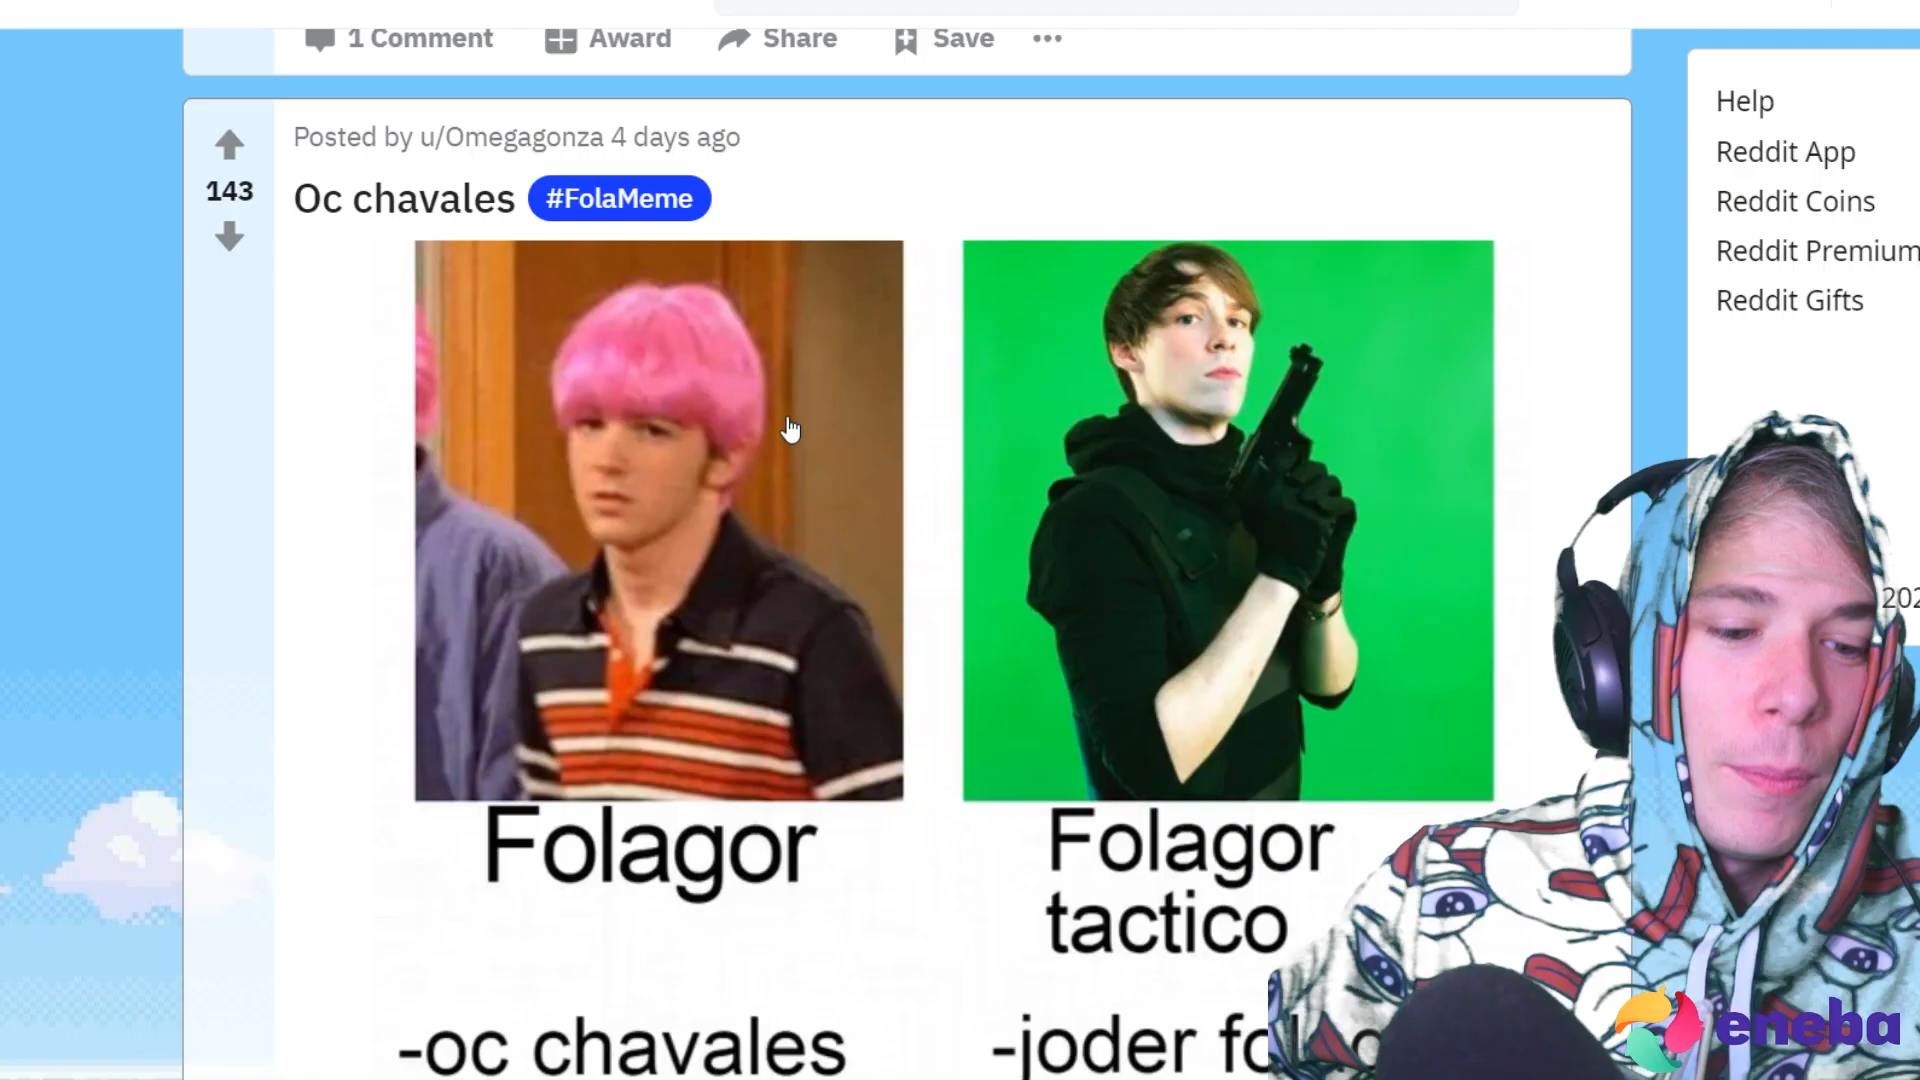 1 Comment Award Share Save
Posted by u/Omegagonza 4 days ago
143
Oc chavales #FolaMeme
Folagor
Folagor
tactico
-oc chavales
-joder
Help
Reddit App
Reddit Coins
Reddit Premium
Reddit Gifts
eneba